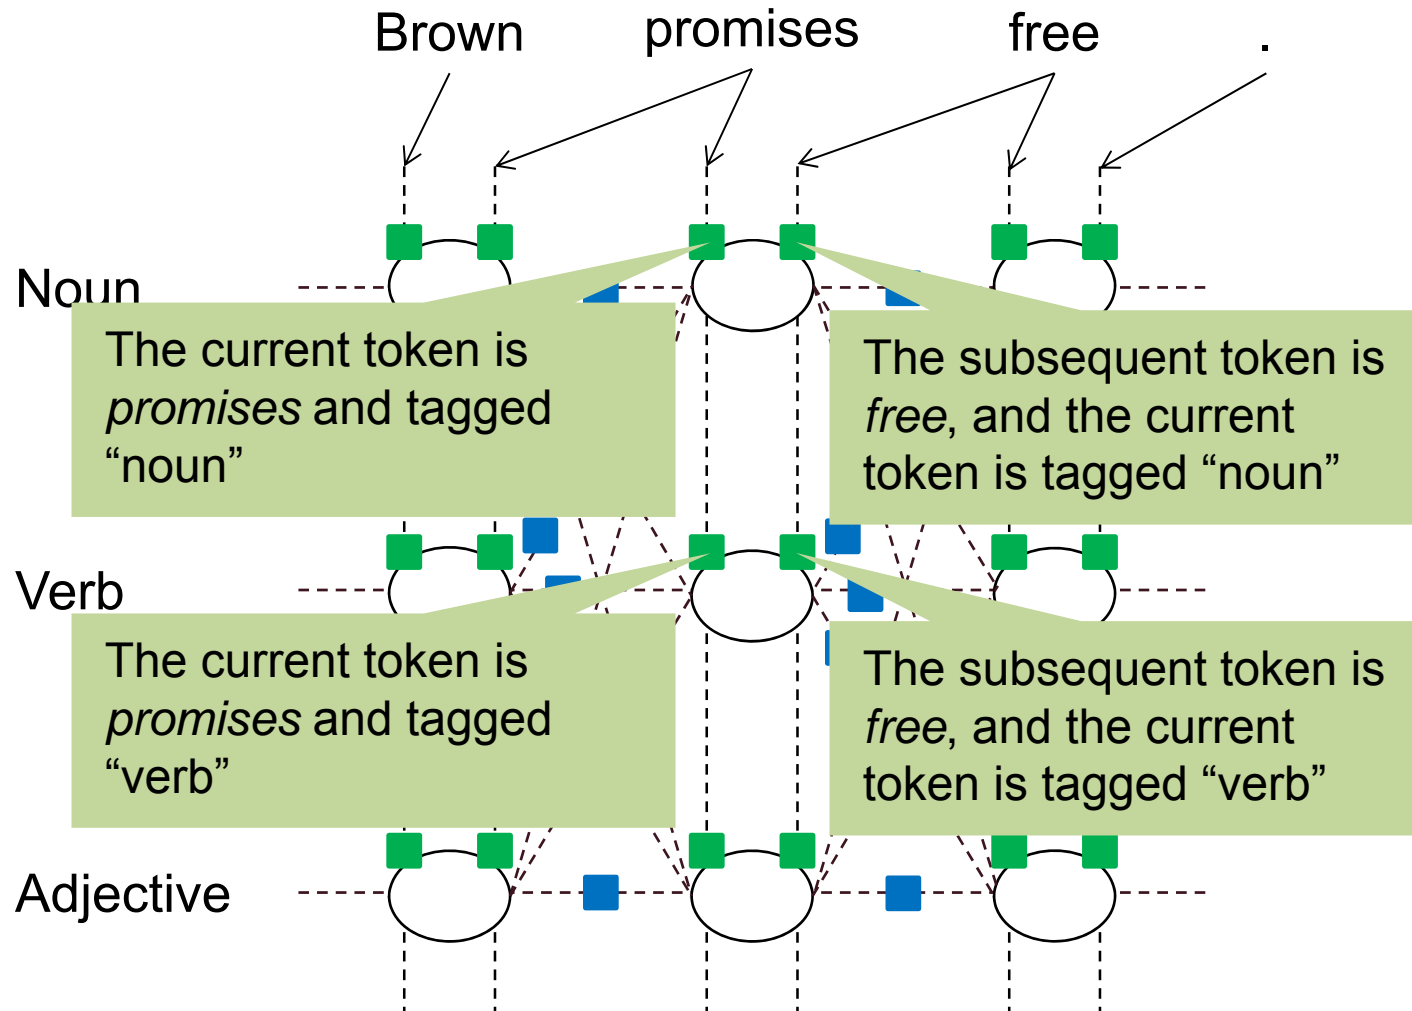 Brown promises free .
Noun
The current token is
promises and tagged
“noun”
The subsequent token is
free, and the current
token is tagged “noun”
Verb
The current token is
promises and tagged
“verb”
The subsequent token is
free, and the current
token is tagged “verb”
Adjective